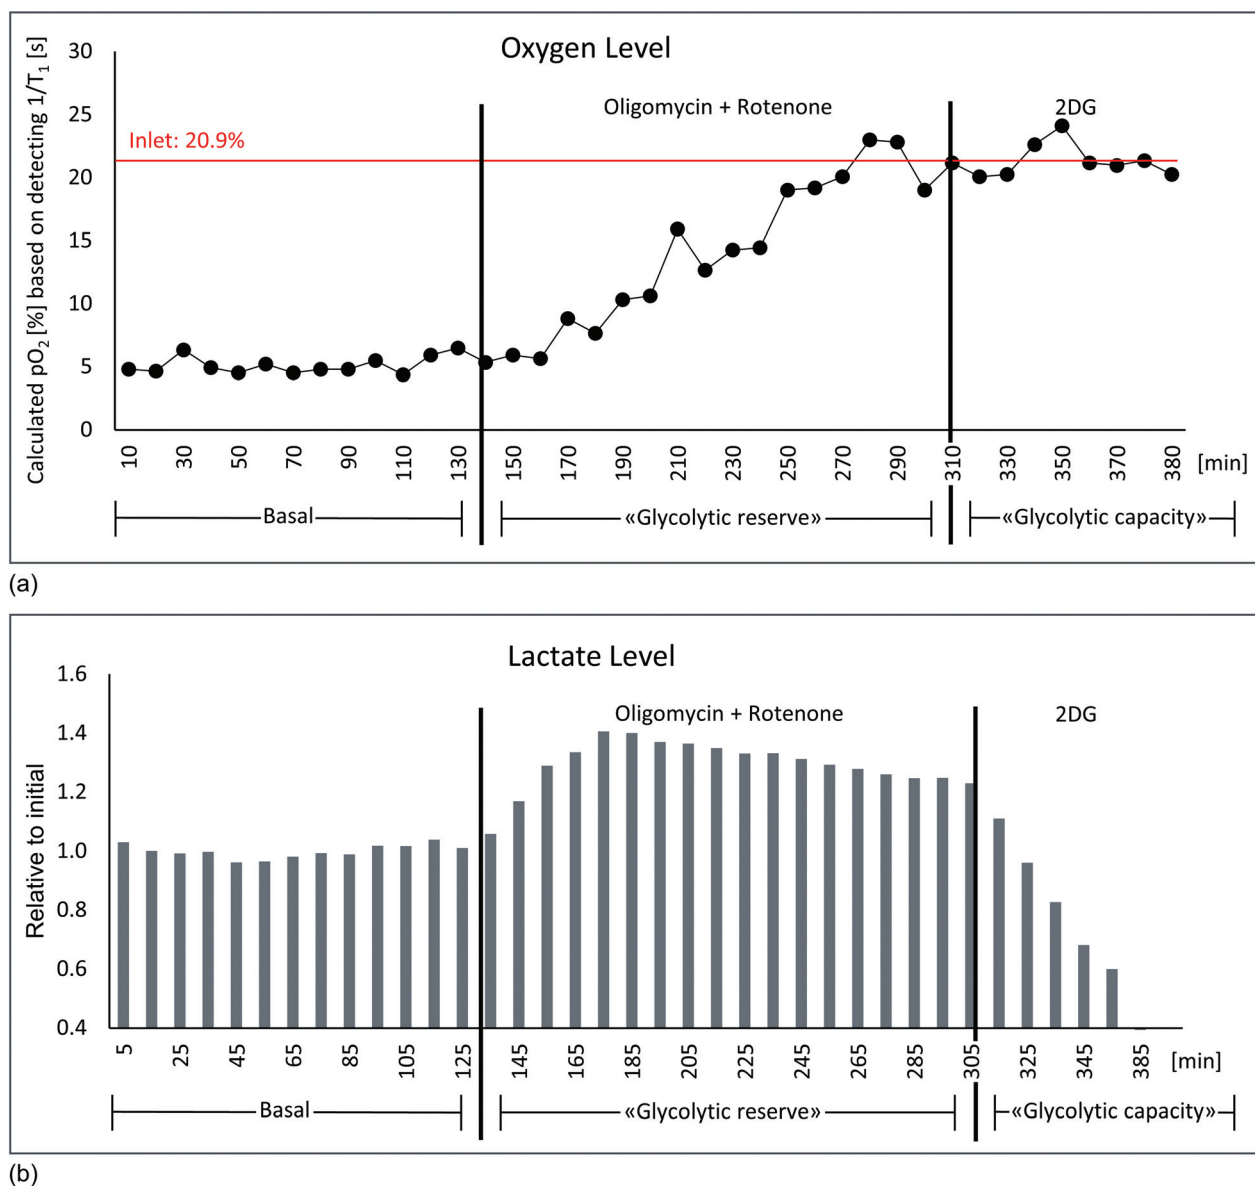 Oxygen Level
Calculated pO2 [%] based on detecting 1/T1 [s]
30
25
20
15
10
5
0
Inlet: 20.9%
Oligomycin + Rotenone
2DG
10 30 50 70 90 110 130 150 170 190 210 230 250 270 290 310 330 350 370 380 [min]
Basal «Glycolytic reserve» «Glycolytic capacity»
(a)
Lactate Level
Relative to initial
1.6
1.4
1.2
1.0
0.8
0.6
0.4
Oligomycin + Rotenone
2DG
5 25 45 65 85 105 125 145 165 185 205 225 245 265 285 305 325 345 385 [min]
Basal «Glycolytic reserve» «Glycolytic capacity»
(b)